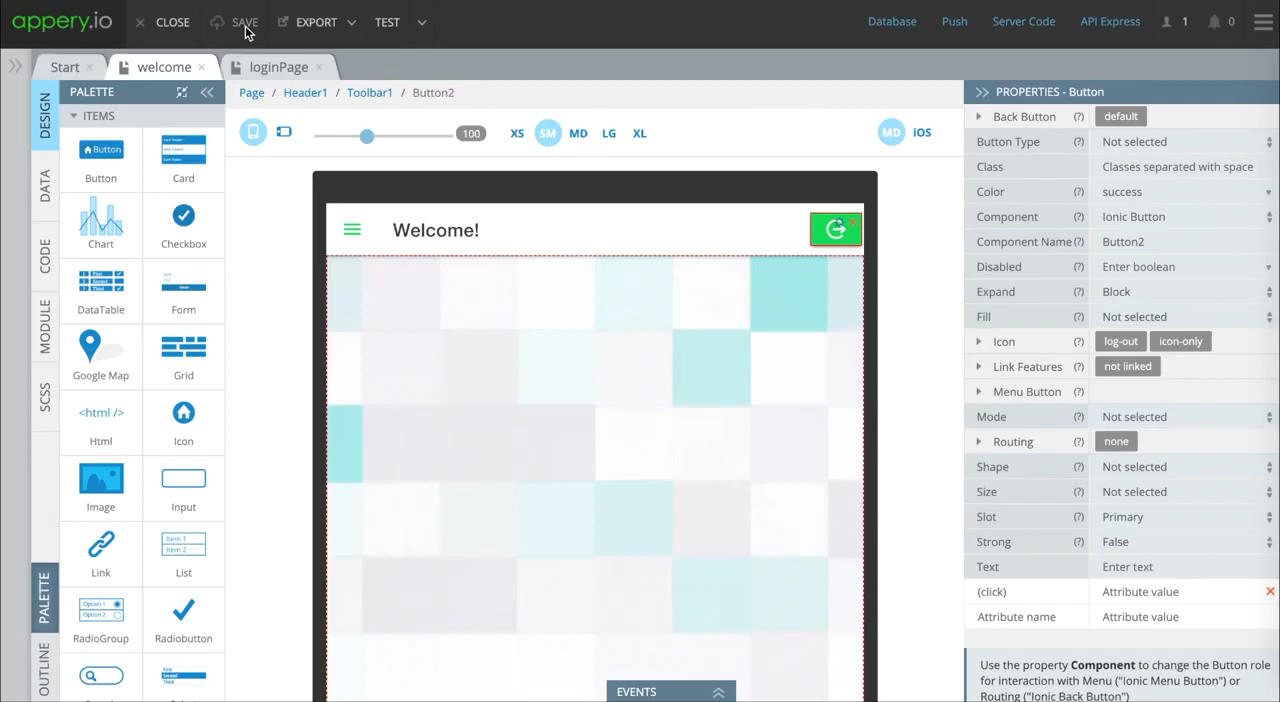 appery.io
CLOSE
SAVE
EXPORT
TEST
Database
Push
Server Code
API Express
1
0
Start
welcome
loginPage
DESIGN
DATA
CODE
MODULE
SCSS
PALETTE
OUTLINE
PALETTE
ITEMS
Button
Button
Card
Chart
Checkbox
DataTable
Form
Google Map
Grid
<html />
Html
Icon
Image
Input
Link
Item 1
Item 2
List
Option 1
Option 2
RadioGroup
Radiobutton
Page / Header1 / Toolbar1 / Button2
100
XS SM MD LG XL
MD iOS
Welcome!
EVENTS
PROPERTIES - Button
Back Button (?) default
Button Type (?) Not selected
Class Classes separated with space
Color (?) success
Component (?) Ionic Button
Component Name (?) Button2
Disabled (?) Enter boolean
Expand (?) Block
Fill (?) Not selected
Icon (?) log-out icon-only
Link Features (?) not linked
Menu Button (?)
Mode (?) Not selected
Routing (?) none
Shape (?) Not selected
Size (?) Not selected
Slot (?) Primary
Strong (?) False
Text Enter text
(click) Attribute value
Attribute name Attribute value
Use the property Component to change the Button role
for interaction with Menu ("Ionic Menu Button") or
Routing ("Ionic Back Button")